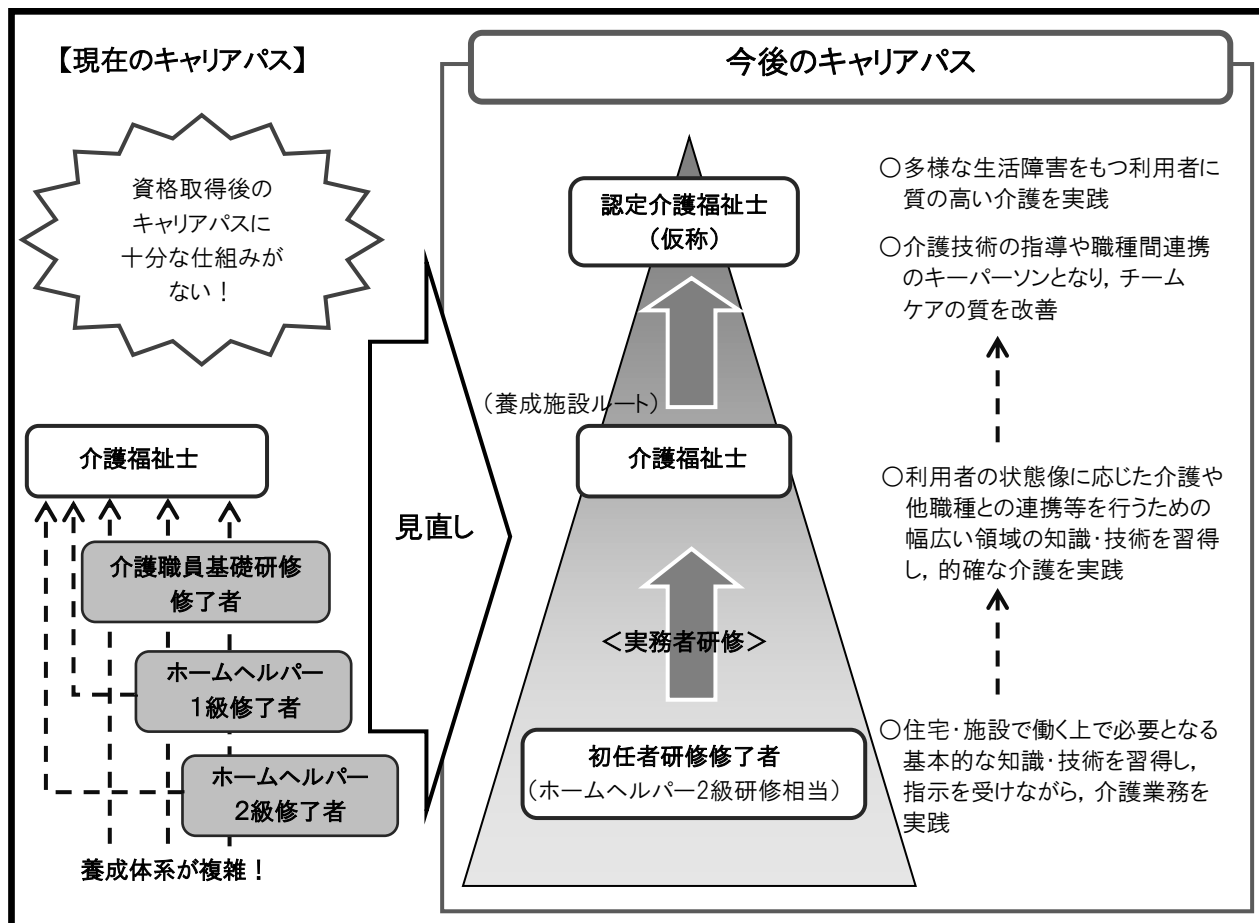 【現在のキャリアパス】
資格取得後の
キャリアパスに
十分な仕組みが
ない！
介護福祉士
介護職員基礎研修
修了者
ホームヘルパー
1級修了者
ホームヘルパー
2級修了者
養成体系が複雑！
見直し
今後のキャリアパス
認定介護福祉士
（仮称）
（養成施設ルート）
介護福祉士
＜実務者研修＞
初任者研修修了者
（ホームヘルパー2級研修相当）
○多様な生活障害をもつ利用者に
質の高い介護を実践
○介護技術の指導や職種間連携
のキーパーソンとなり，チーム
ケアの質を改善
○利用者の状態像に応じた介護や
他職種との連携等を行うための
幅広い領域の知識･技術を習得
し，的確な介護を実践
○住宅･施設で働く上で必要となる
基本的な知識･技術を習得し，
指示を受けながら，介護業務を
実践